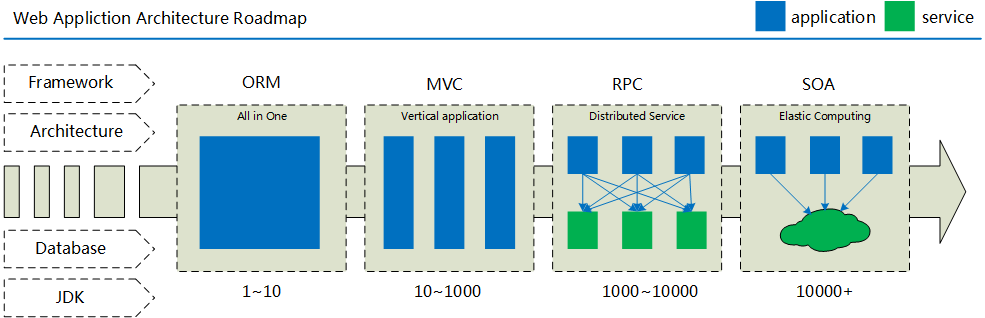 Web Appliction Architecture Roadmap
application
service
Framework
ORM
MVC
RPC
SOA
Architecture
All in One
Vertical application
Distributed Service
Elastic Computing
Database
JDK
1~10
10~1000
1000~10000
10000+